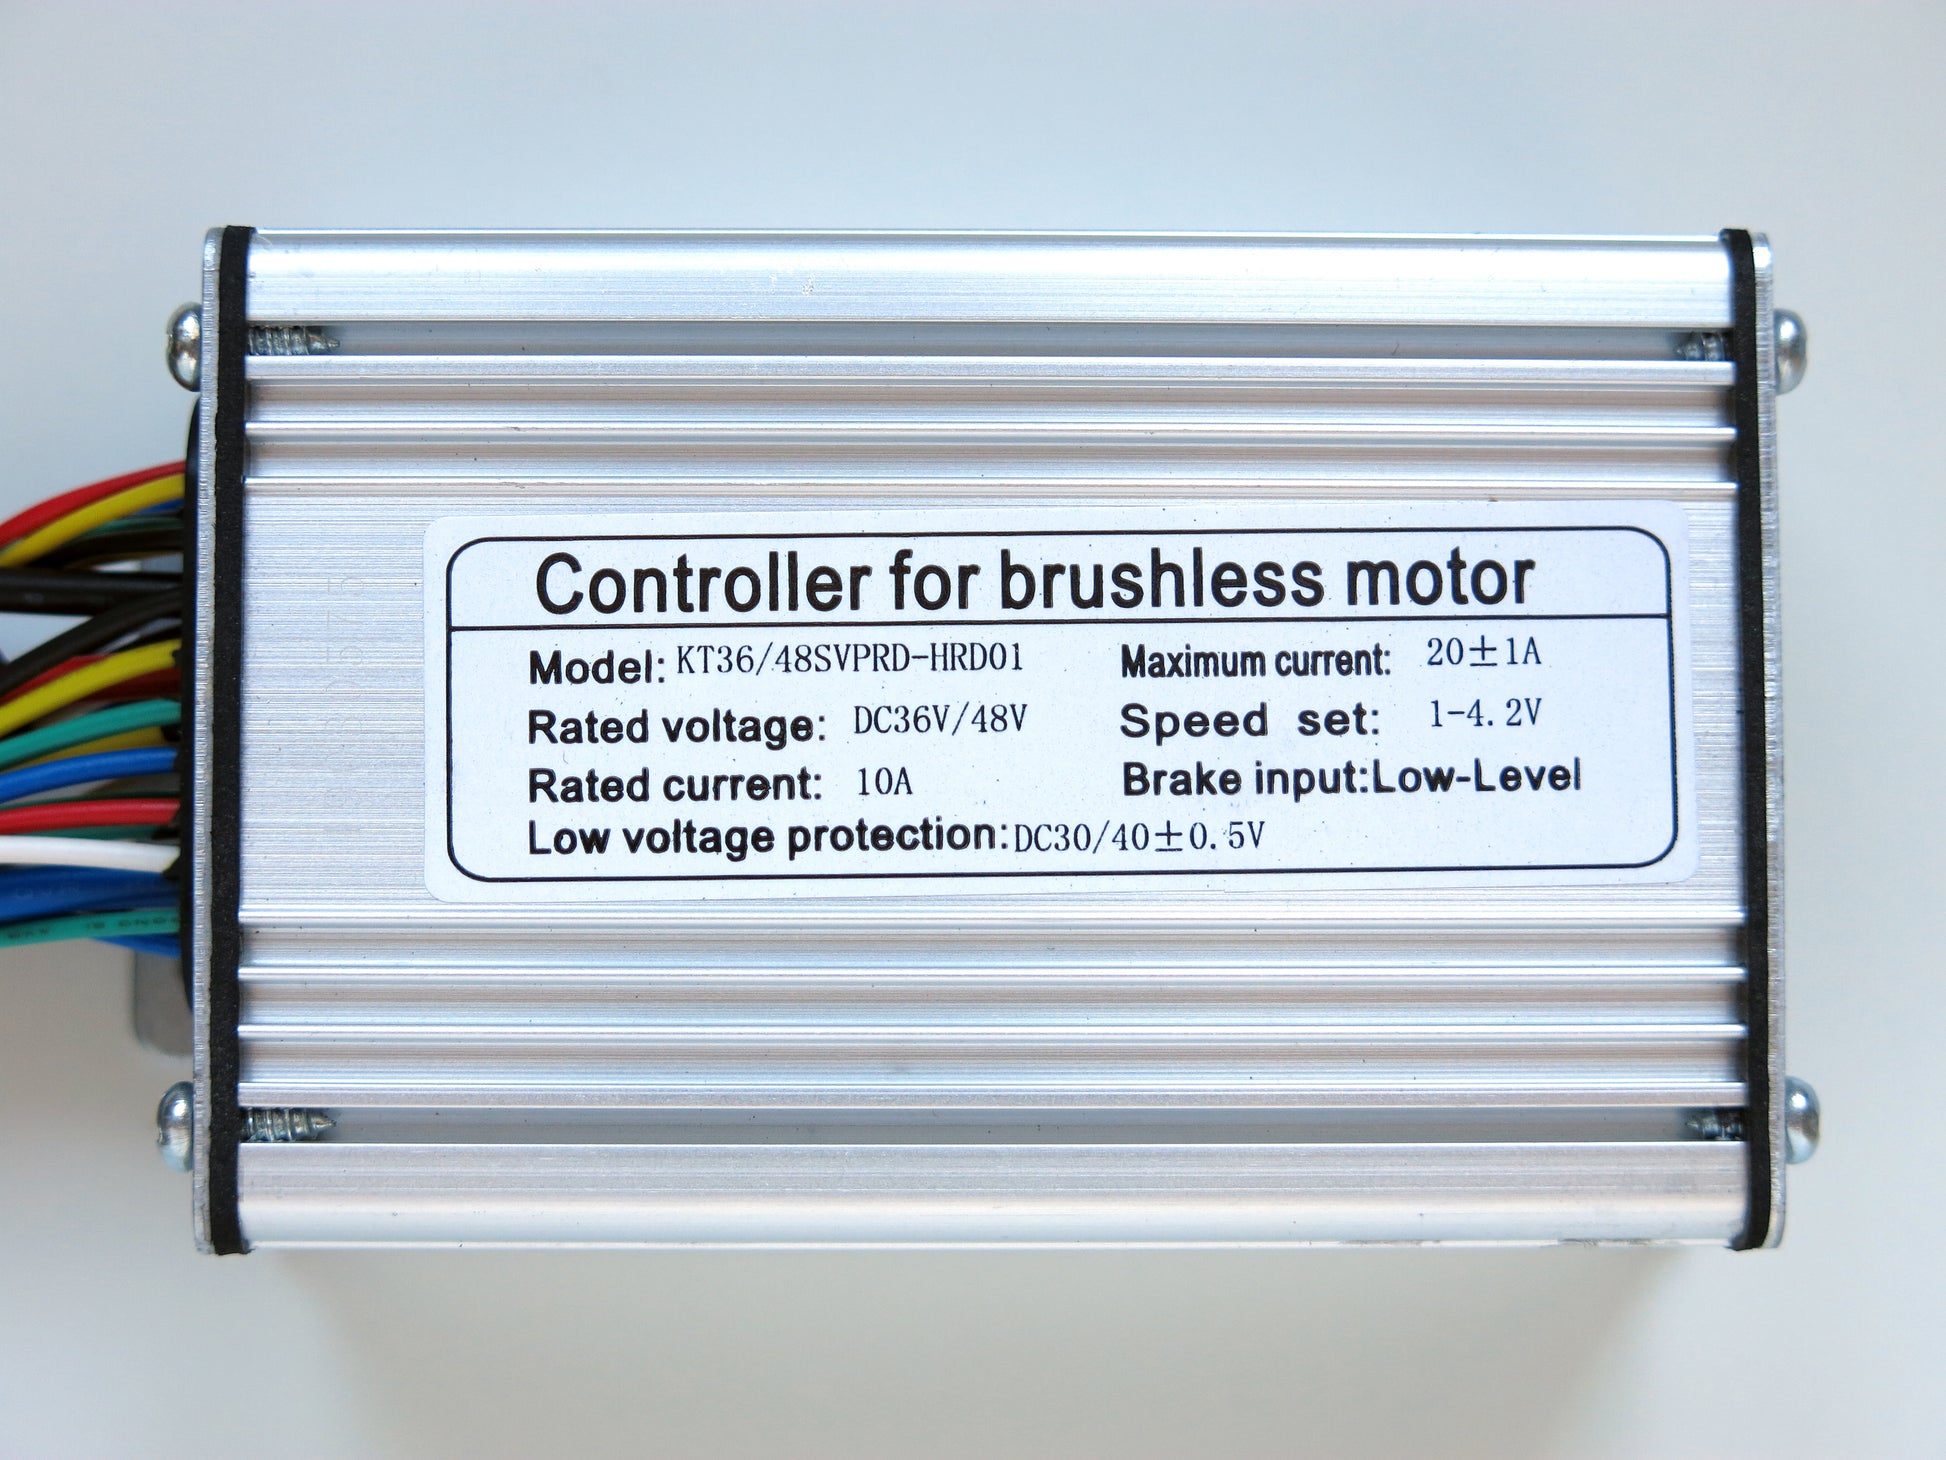 Controller for brushless motor
Model: KT36/48SVPRD-HRD01
Maximum current: 20±1A
Rated voltage: DC36V/48V
Speed set: 1-4.2V
Rated current: 10A
Brake input:Low-Level
Low voltage protection:DC30/40±0.5V